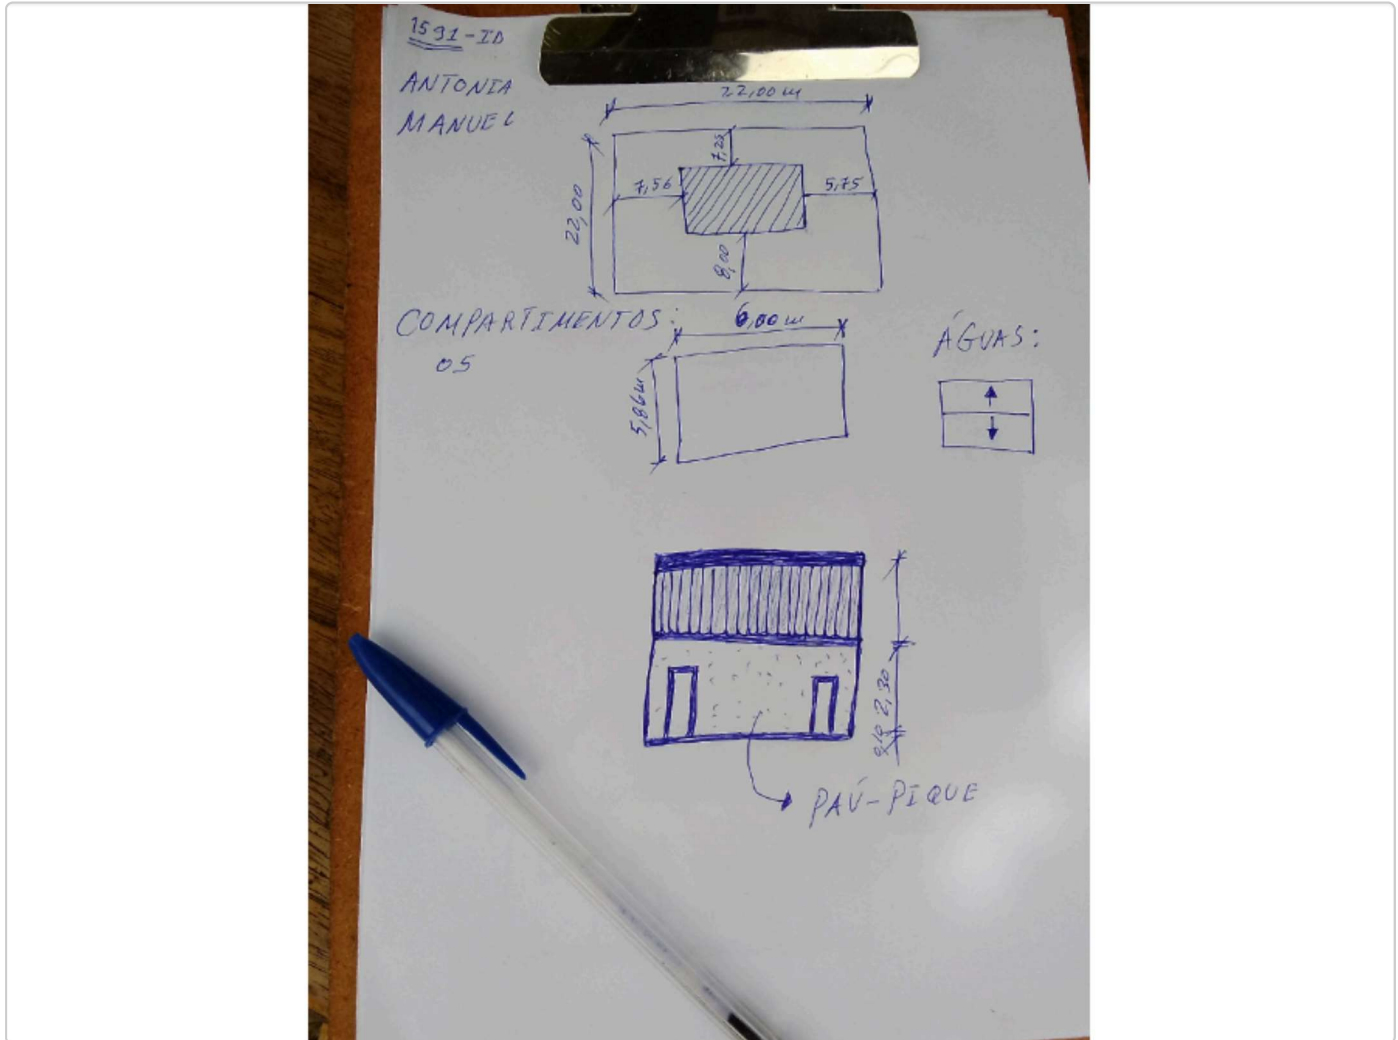 1591-ID
ANTONIA
MANUEL
22,00 m
22,00
7,25
7,56
5,75
8,00
COMPARTIMENTOS:
05
6,00 m
5,86 m
ÁGUAS:
2,30
PAÚ-PIQUE